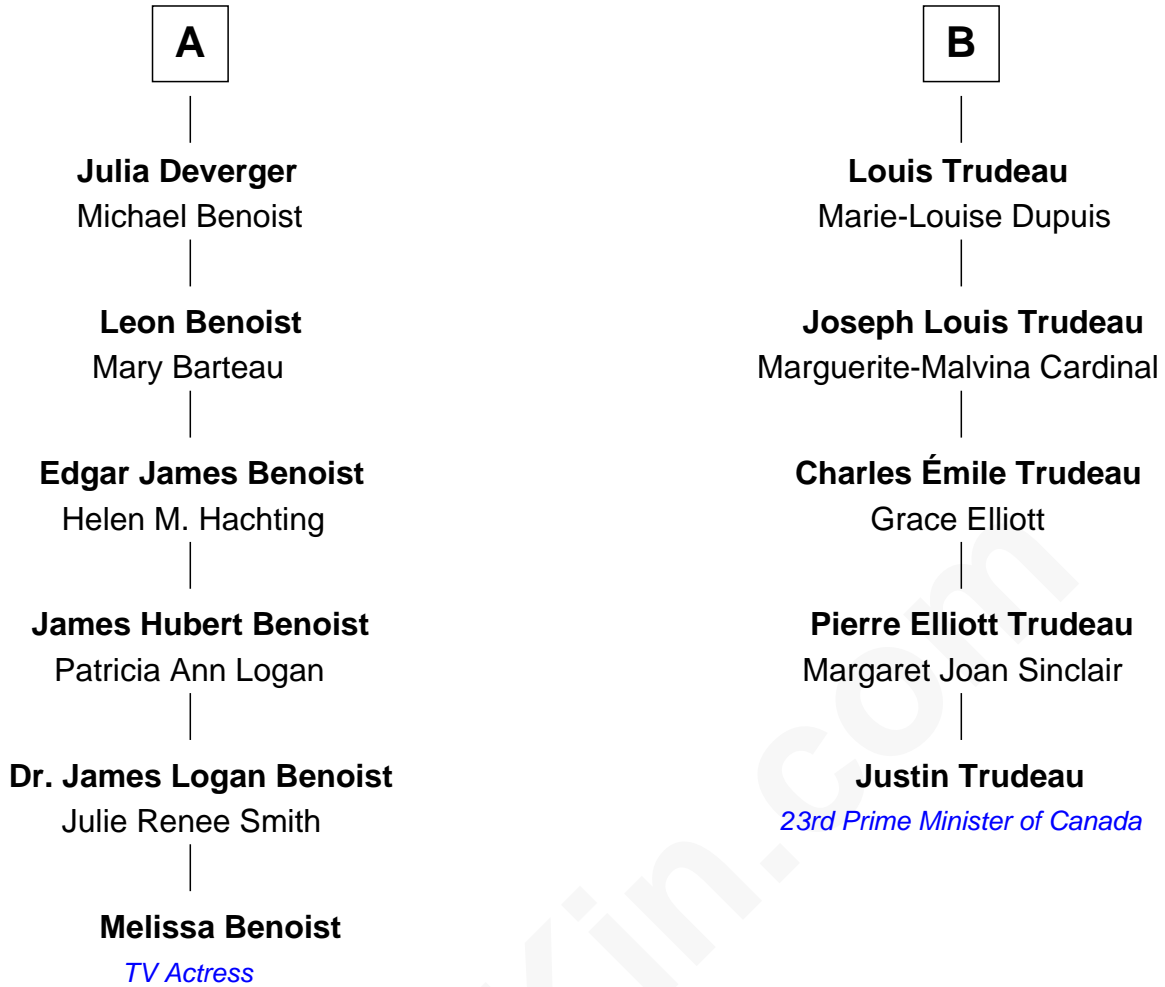 A
B
Julia Deverger
Michael Benoist
Louis Trudeau
Marie-Louise Dupuis
Leon Benoist
Mary Barteau
Joseph Louis Trudeau
Marguerite-Malvina Cardinal
Edgar James Benoist
Helen M. Hachting
Charles Émile Trudeau
Grace Elliott
James Hubert Benoist
Patricia Ann Logan
Pierre Elliott Trudeau
Margaret Joan Sinclair
Dr. James Logan Benoist
Julie Renee Smith
Justin Trudeau
23rd Prime Minister of Canada
Melissa Benoist
TV Actress
Kin.com